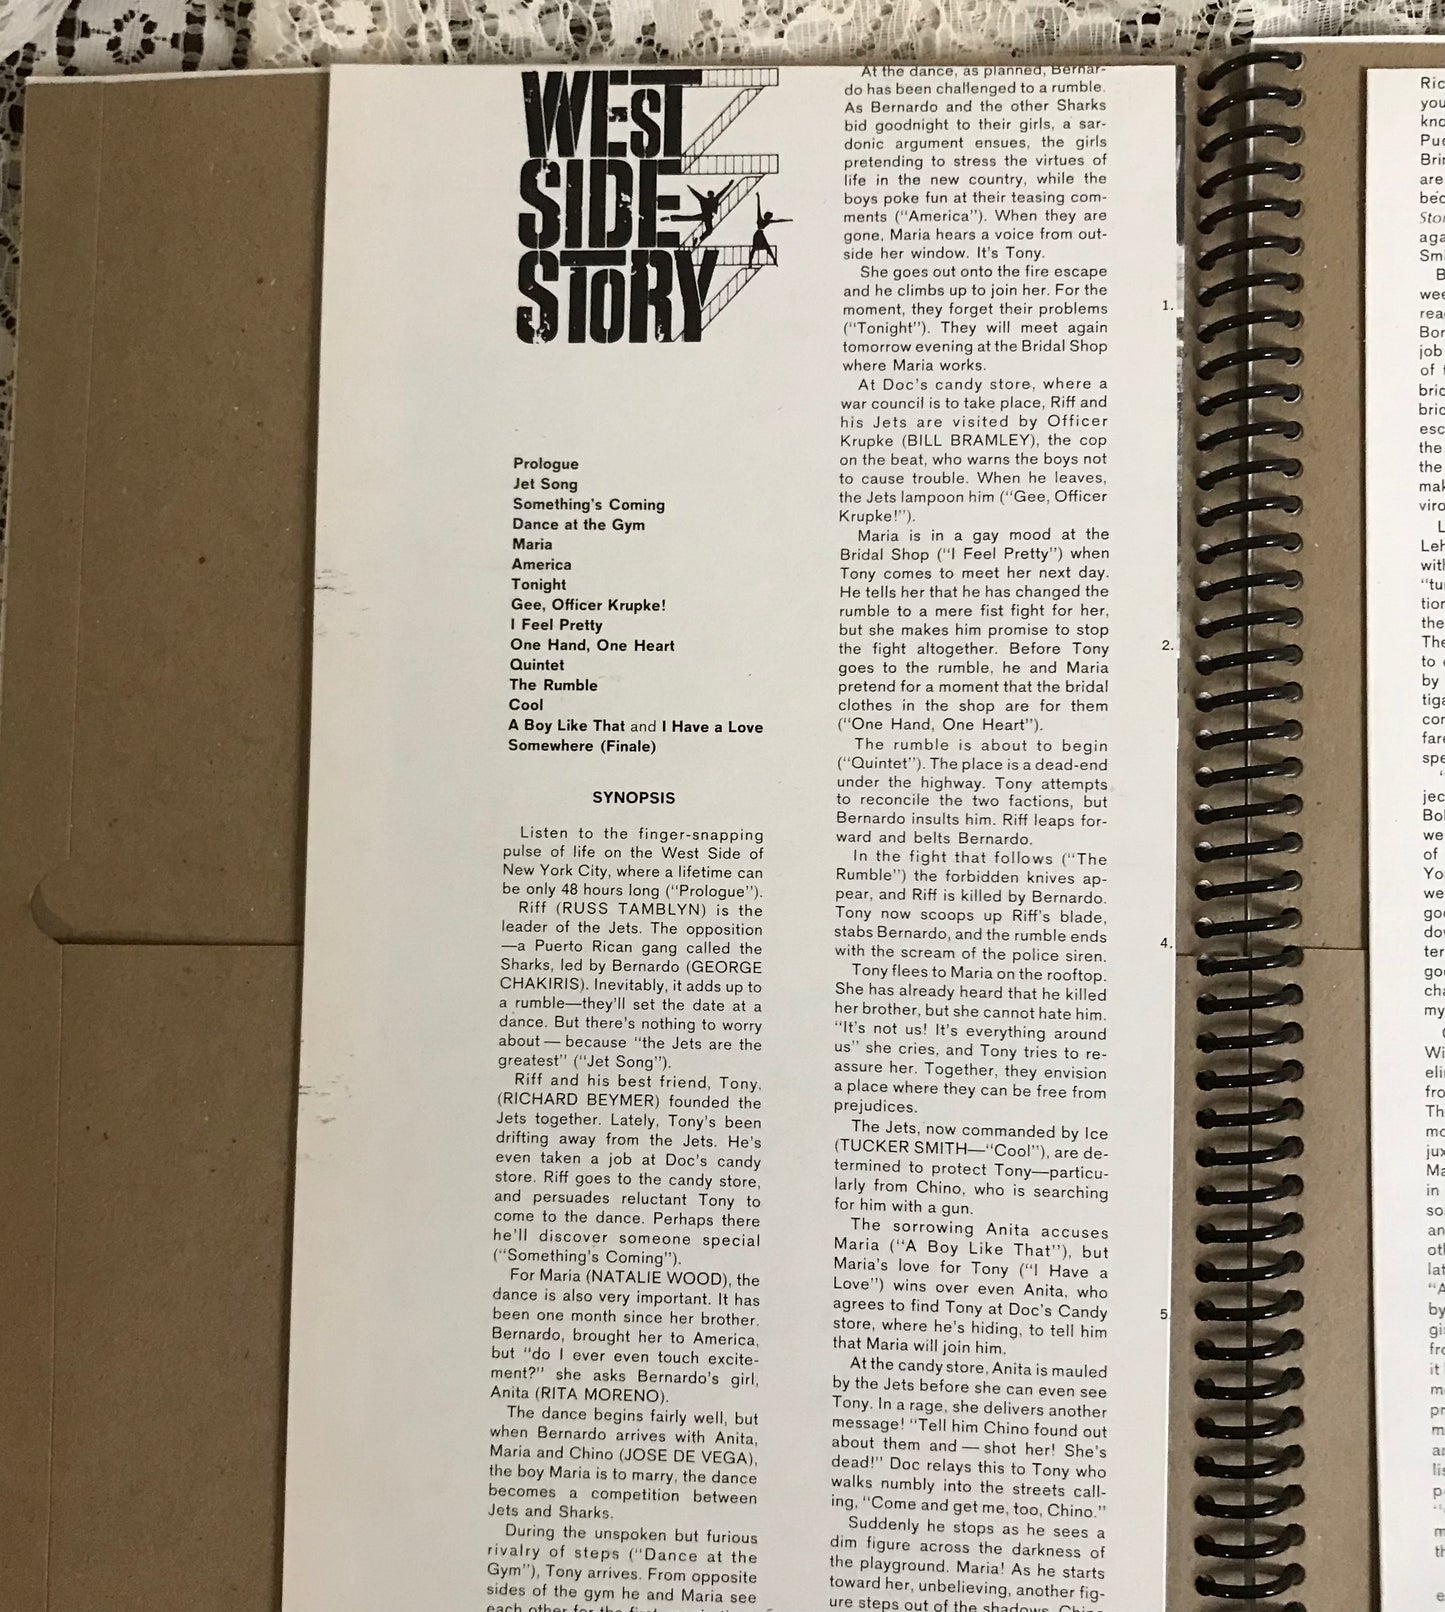 WEST
SIDE
STORY
Prologue
Jet Song
Something's Coming
Dance at the Gym
Maria
America
Tonight
Gee, Officer Krupke!
I Feel Pretty
One Hand, One Heart
Quintet
The Rumble
Cool
A Boy Like That and I Have a Love
Somewhere (Finale)
SYNOPSIS
Listen to the finger-snapping
pulse of life on the West Side of
New York City, where a lifetime can
be only 48 hours long (“Prologue”).
Riff (RUSS TAMBLYN) is the
leader of the Jets. The opposition
—a Puerto Rican gang called the
Sharks, led by Bernardo (GEORGE
CHAKIRIS). Inevitably, it adds up to
a rumble—they'll set the date at a
dance. But there's nothing to worry
about — because “the Jets are the
greatest” (“Jet Song”).
Riff and his best friend, Tony,
(RICHARD BEYMER) founded the
Jets together. Lately, Tony's been
drifting away from the Jets. He's
even taken a job at Doc's candy
store. Riff goes to the candy store,
and persuades reluctant Tony to
come to the dance. Perhaps there
he'll discover someone special
(“Something's Coming”).
For Maria (NATALIE WOOD), the
dance is also very important. It has
been one month since her brother,
Bernardo, brought her to America,
but “do I ever even touch excite-
ment?” she asks Bernardo's girl,
Anita (RITA MORENO).
The dance begins fairly well, but
when Bernardo arrives with Anita,
Maria and Chino (JOSE DE VEGA),
the boy Maria is to marry, the dance
becomes a competition between
Jets and Sharks.
During the unspoken but furious
rivalry of steps (“Dance at the
Gym”), Tony arrives. From opposite
sides of the gym he and Maria see
each other for the
At the dance, as planned, Bernar-
do has been challenged to a rumble.
As Bernardo and the other Sharks
bid goodnight to their girls, a sar-
donic argument ensues, the girls
pretending to stress the virtues of
life in the new country, while the
boys poke fun at their teasing com-
ments (“America”). When they are
gone, Maria hears a voice from out-
side her window. It's Tony.
She goes out onto the fire escape
and he climbs up to join her. For the
moment, they forget their problems
(“Tonight”). They will meet again
tomorrow evening at the Bridal Shop
where Maria works.
At Doc's candy store, where a
war council is to take place, Riff and
his Jets are visited by Officer
Krupke (BILL BRAMLEY), the cop
on the beat, who warns the boys not
to cause trouble. When he leaves,
the Jets lampoon him (“Gee, Officer
Krupke!”).
Maria is in a gay mood at the
Bridal Shop (“I Feel Pretty”) when
Tony comes to meet her next day.
He tells her that he has changed the
rumble to a mere fist fight for her,
but she makes him promise to stop
the fight altogether. Before Tony
goes to the rumble, he and Maria
pretend for a moment that the bridal
clothes in the shop are for them
(“One Hand, One Heart”).
The rumble is about to begin
(“Quintet”). The place is a dead-end
under the highway. Tony attempts
to reconcile the two factions, but
Bernardo insults him. Riff leaps for-
ward and belts Bernardo.
In the fight that follows (“The
Rumble”) the forbidden knives ap-
pear, and Riff is killed by Bernardo.
Tony now scoops up Riff's blade,
stabs Bernardo, and the rumble ends
with the scream of the police siren.
Tony flees to Maria on the rooftop.
She has already heard that he killed
her brother, but she cannot hate him.
“It's not us! It's everything around
us” she cries, and Tony tries to re-
assure her. Together, they envision
a place where they can be free from
prejudices.
The Jets, now commanded by Ice
(TUCKER SMITH—“Cool”), are de-
termined to protect Tony—particu-
larly from Chino, who is searching
for him with a gun.
The sorrowing Anita accuses
Maria (“A Boy Like That”), but
Maria's love for Tony (“I Have a
Love”) wins over even Anita, who
agrees to find Tony at Doc's Candy
store, where he's hiding, to tell him
that Maria will join him.
At the candy store, Anita is mauled
by the Jets before she can even see
Tony. In a rage, she delivers another
message! “Tell him Chino found out
about them and — shot her! She's
dead!” Doc relays this to Tony who
walks numbly into the streets call-
ing, “Come and get me, too, Chino.”
Suddenly he stops as he sees a
dim figure across the darkness of
the playground. Maria! As he starts
toward her, unbelieving, another fig-
ure steps out of the shadows. Chino
1.
2.
4.
5